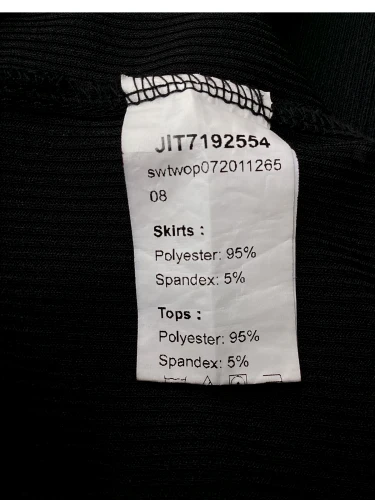 JIT7192554
swtwop072011265
08
Skirts :
Polyester: 95%
Spandex: 5%
Tops :
Polyester: 95%
Spandex: 5%